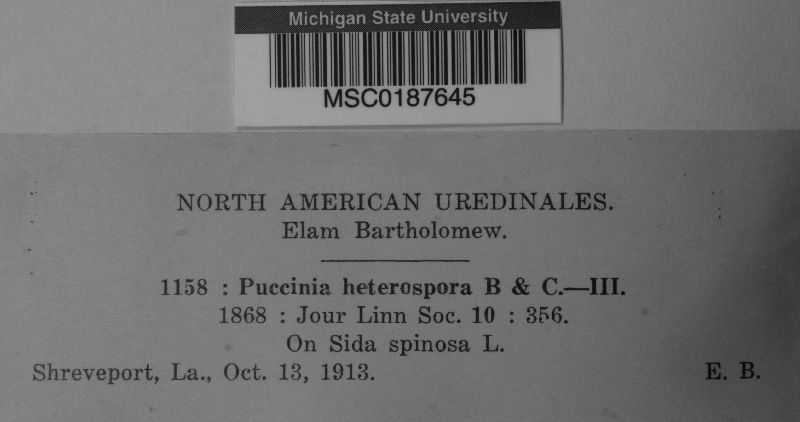 Michigan State University
MSC0187645
NORTH AMERICAN UREDINALES.
Elam Bartholomew.
1158 : Puccinia heterospora B & C.—III.
1868 : Jour Linn Soc. 10 : 356.
On Sida spinosa L.
Shreveport, La., Oct. 13, 1913. E. B.